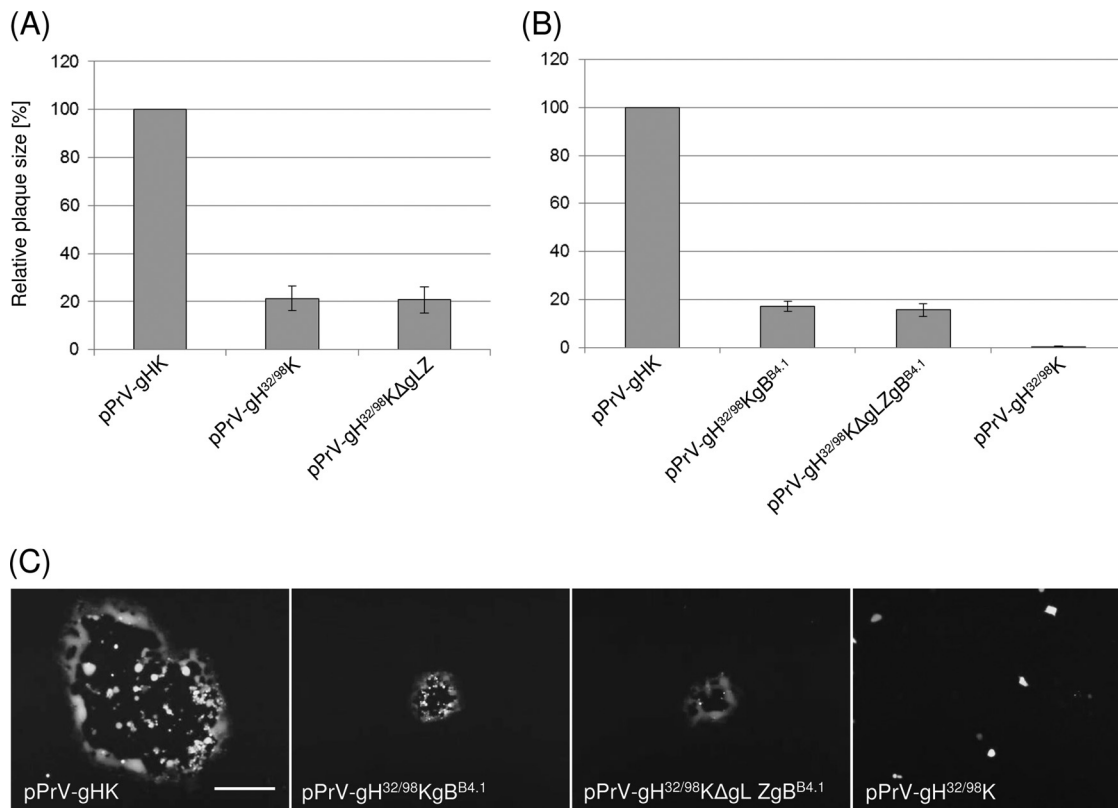 (A)
(B)
Relative plaque size [%]
120
100
80
60
40
20
0
pPrV-gHK
pPrV-gH32/98K
pPrV-gH32/98KΔgLZ
120
100
80
60
40
20
0
pPrV-gHK
pPrV-gH32/98KgBB4.1
pPrV-gH32/98KΔgLZgBB4.1
pPrV-gH32/98K
(C)
pPrV-gHK
pPrV-gH32/98KgBB4.1
pPrV-gH32/98KΔgL ZgBB4.1
pPrV-gH32/98K